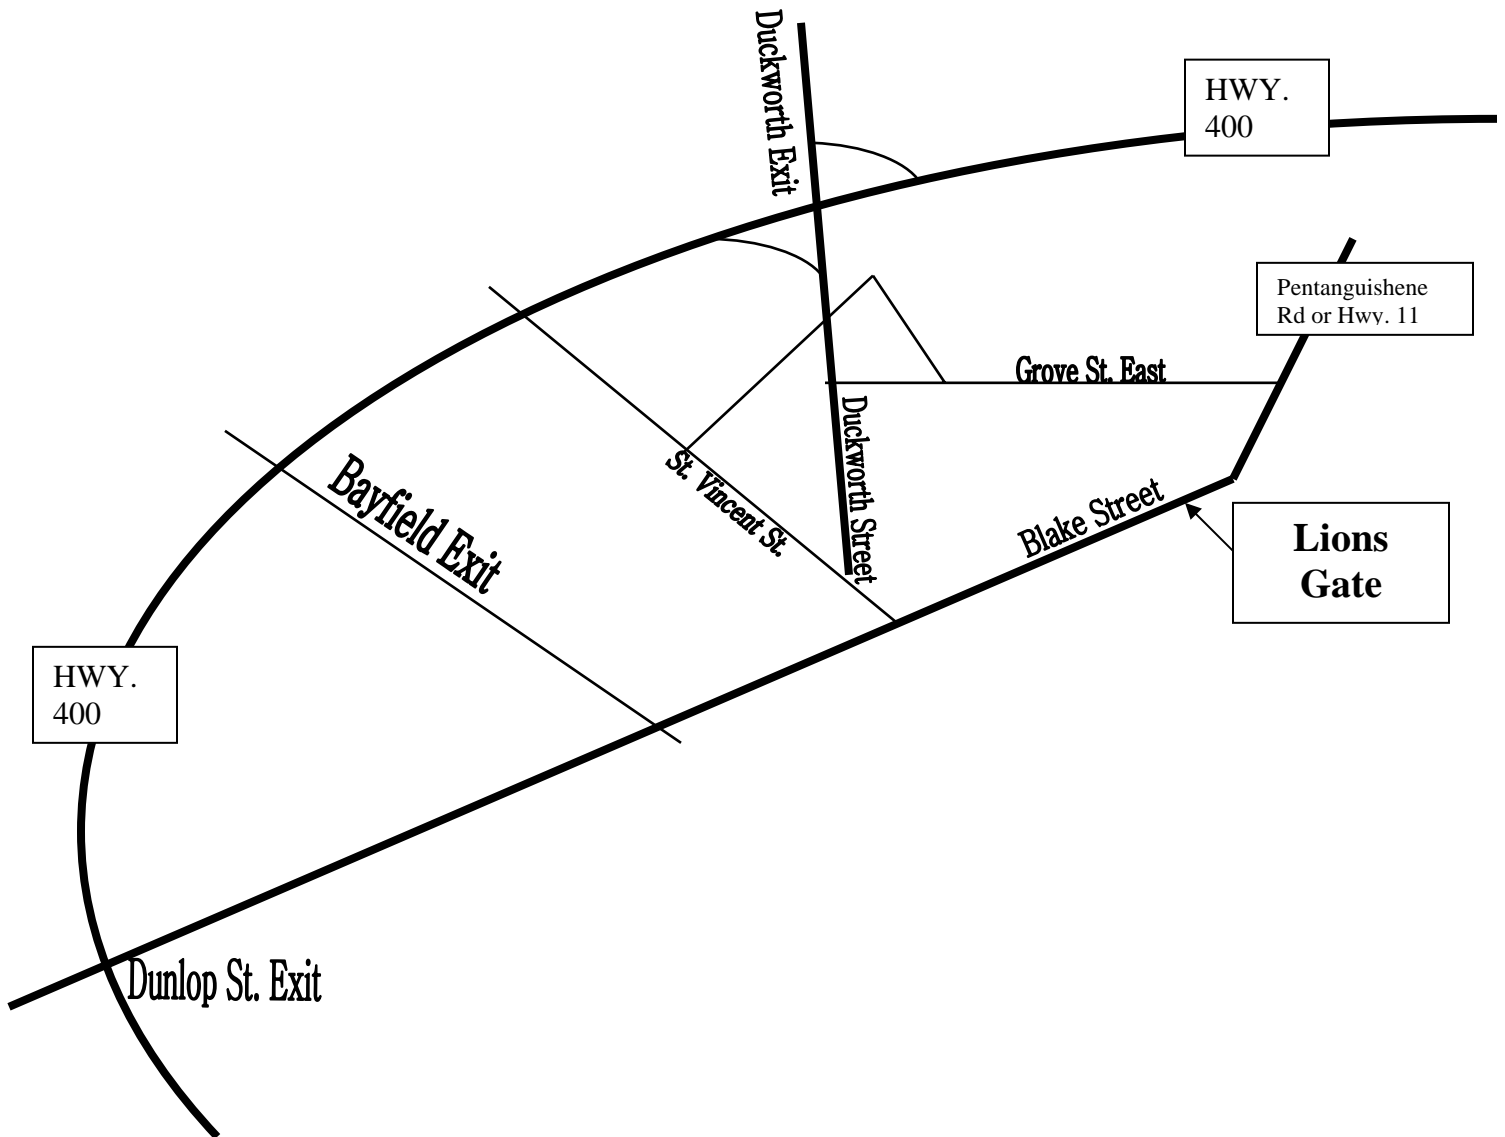 Duckworth Exit
HWY.
400
Pentanguishene
Rd or Hwy. 11
Grove St. East
Duckworth Street
St. Vincent St.
Bayfield Exit
Blake Street
Lions
Gate
HWY.
400
Dunlop St. Exit